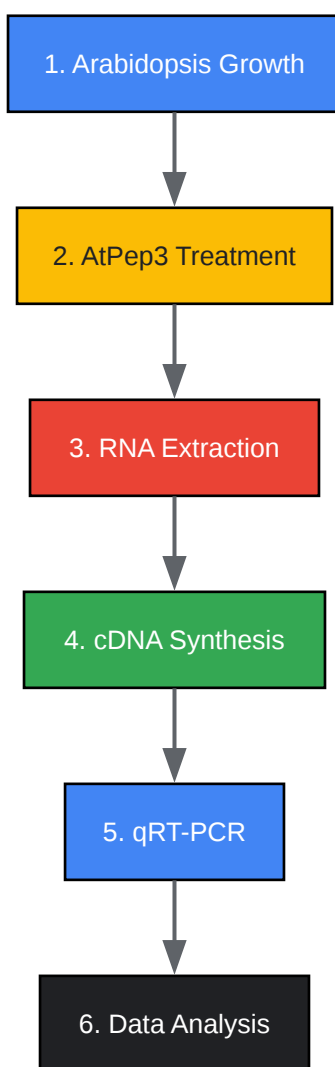 1. Arabidopsis Growth
2. AtPep3 Treatment
3. RNA Extraction
4. cDNA Synthesis
5. qRT-PCR
6. Data Analysis